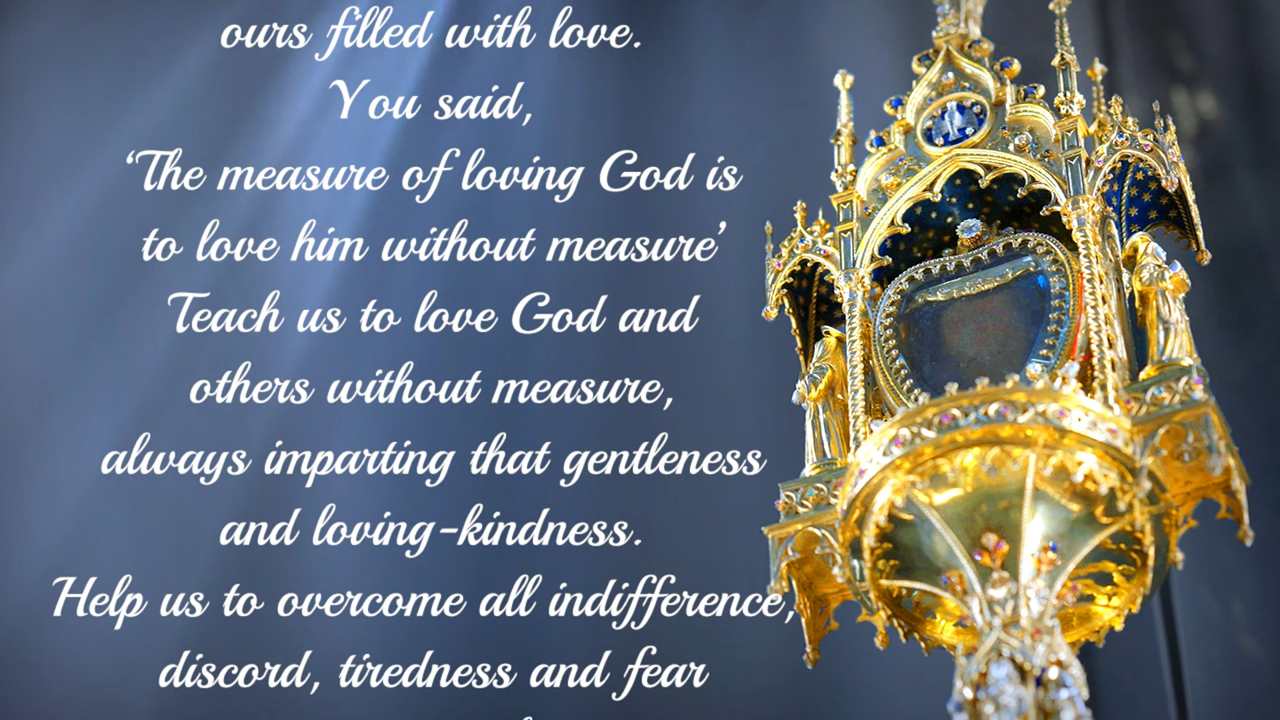 ours filled with love.
You said,
‘The measure of loving God is
to love him without measure’
Teach us to love God and
others without measure,
always imparting that gentleness
and loving-kindness.
Help us to overcome all indifference,
discord, tiredness and fear